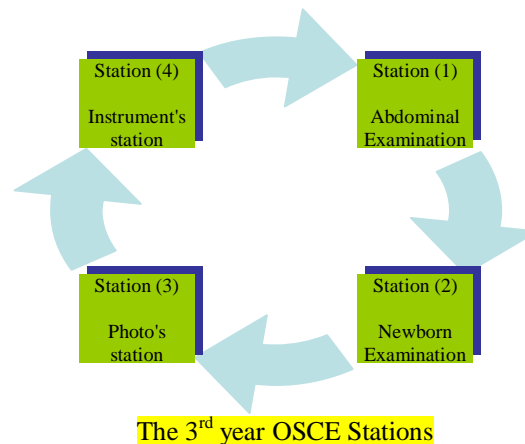 Station (4)
Instrument's
station
Station (1)
Abdominal
Examination
Station (3)
Photo's
station
Station (2)
Newborn
Examination
The 3rd year OSCE Stations